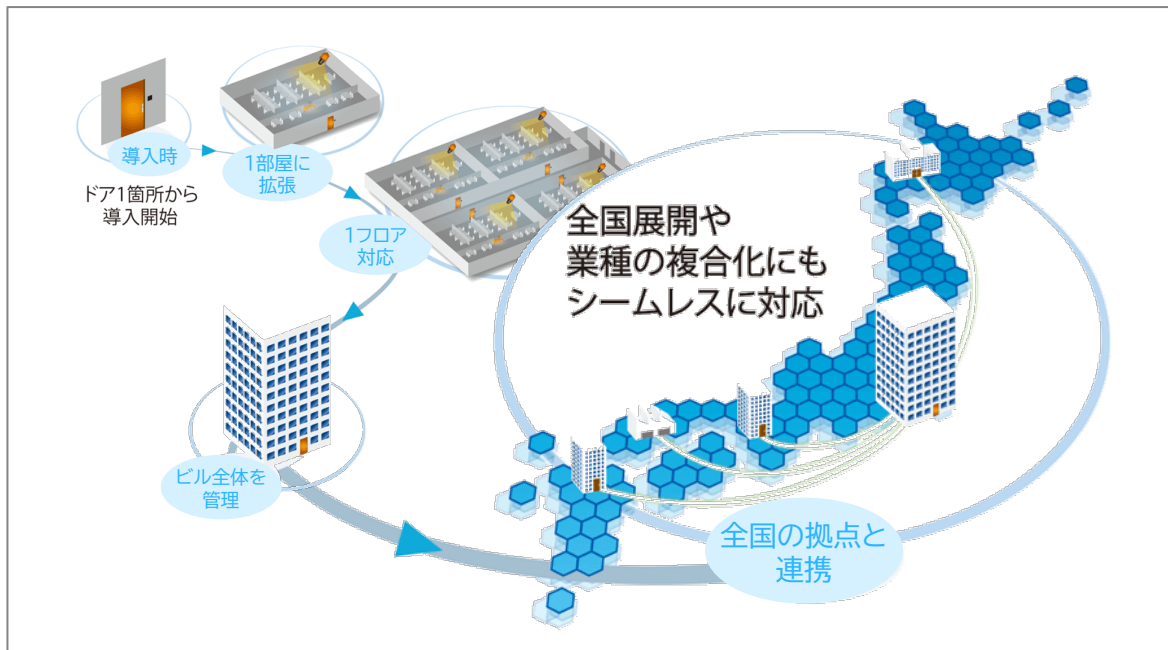 導入時
ドア1箇所から
導入開始
1部屋に
拡張
1フロア
対応
ビル全体を
管理
全国展開や
業種の複合化にも
シームレスに対応
全国の拠点と
連携